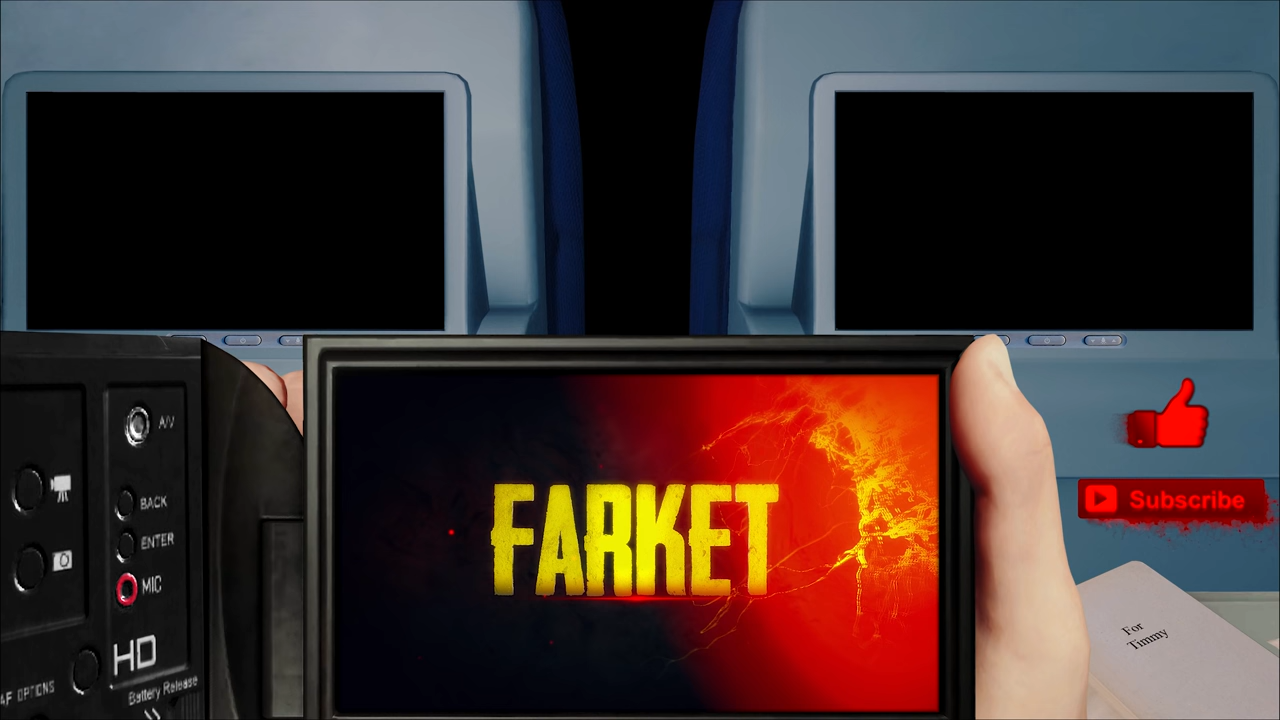 A/V
BACK
ENTER
MIC
HD
Battery Release
AF OPTIONS
FARKET
Subscribe
For
Timmy